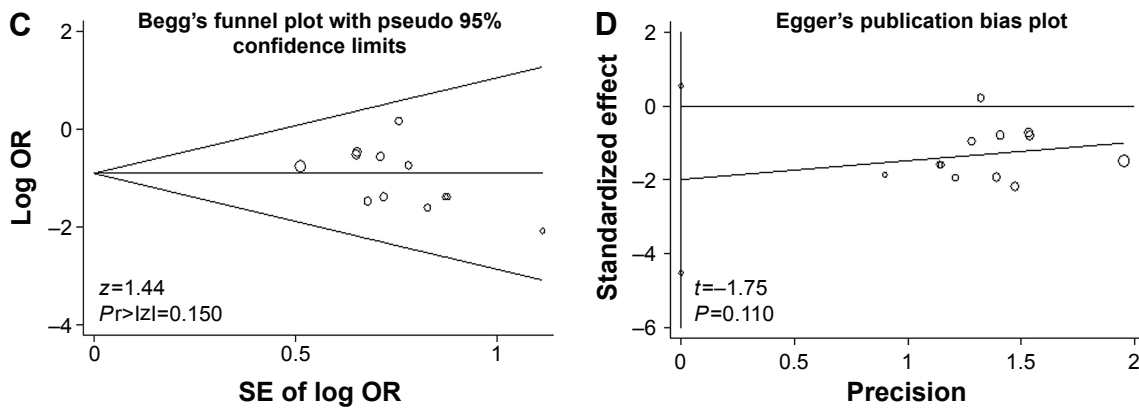 C
Begg's funnel plot with pseudo 95%
confidence limits
2
0
–2
–4
Log OR
z=1.44
Pr>IzI=0.150
0
0.5
1
SE of log OR
D
Egger's publication bias plot
2
0
–2
–4
–6
Standardized effect
t=–1.75
P=0.110
0
0.5
1
1.5
2
Precision